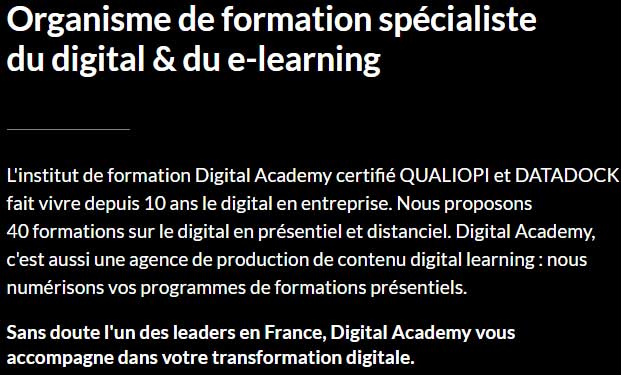 Organisme de formation spécialiste
du digital & du e-learning
L'institut de formation Digital Academy certifié QUALIOPI et DATADOCK
fait vivre depuis 10 ans le digital en entreprise. Nous proposons
40 formations sur le digital en présentiel et distanciel. Digital Academy,
c'est aussi une agence de production de contenu digital learning : nous
numérisons vos programmes de formations présentiels.
Sans doute l'un des leaders en France, Digital Academy vous
accompagne dans votre transformation digitale.